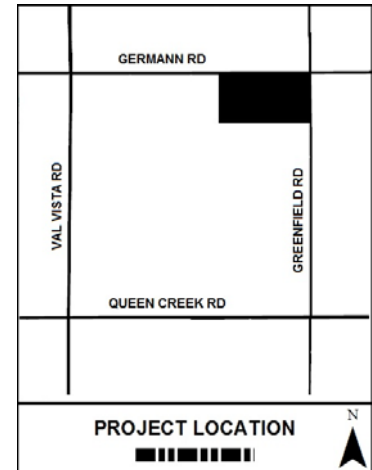 GERMANN RD
VAL VISTA RD
GREENFIELD RD
QUEEN CREEK RD
PROJECT LOCATION
N